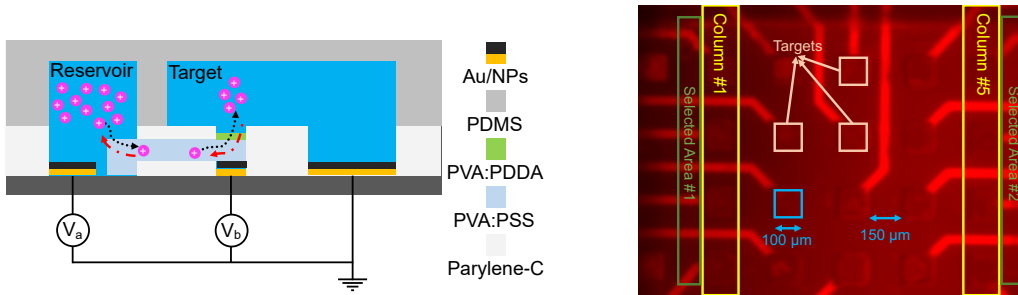 Reservoir
Target
Va
Vb
Au/NPs
PDMS
PVA:PDDA
PVA:PSS
Parylene-C
Selected Area #1
Column #1
Targets
100 μm
150 μm
Column #5
Selected Area #2